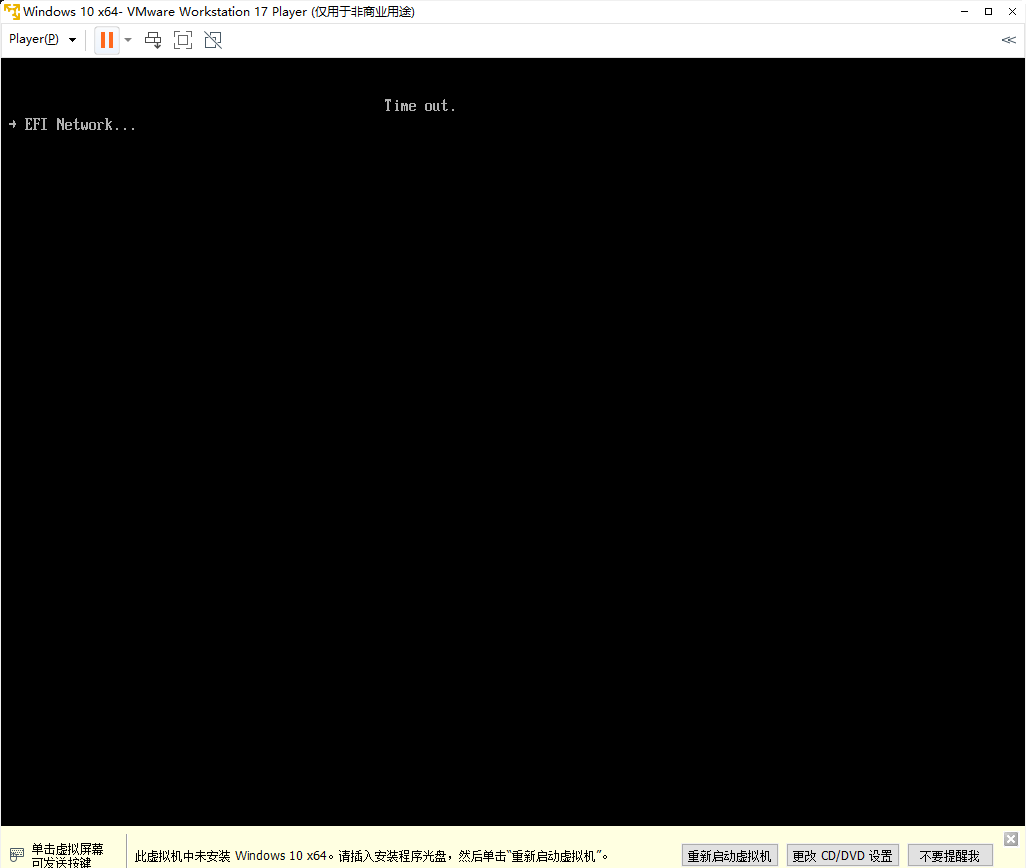 Windows 10 x64- VMware Workstation 17 Player (仅用于非商业用途)
Player(P)
Time out.
→ EFI Network...
单击虚拟屏幕
可发送按键
此虚拟机中未安装 Windows 10 x64。请插入安装程序光盘，然后单击“重新启动虚拟机”。
重新启动虚拟机
更改 CD/DVD 设置
不要提醒我